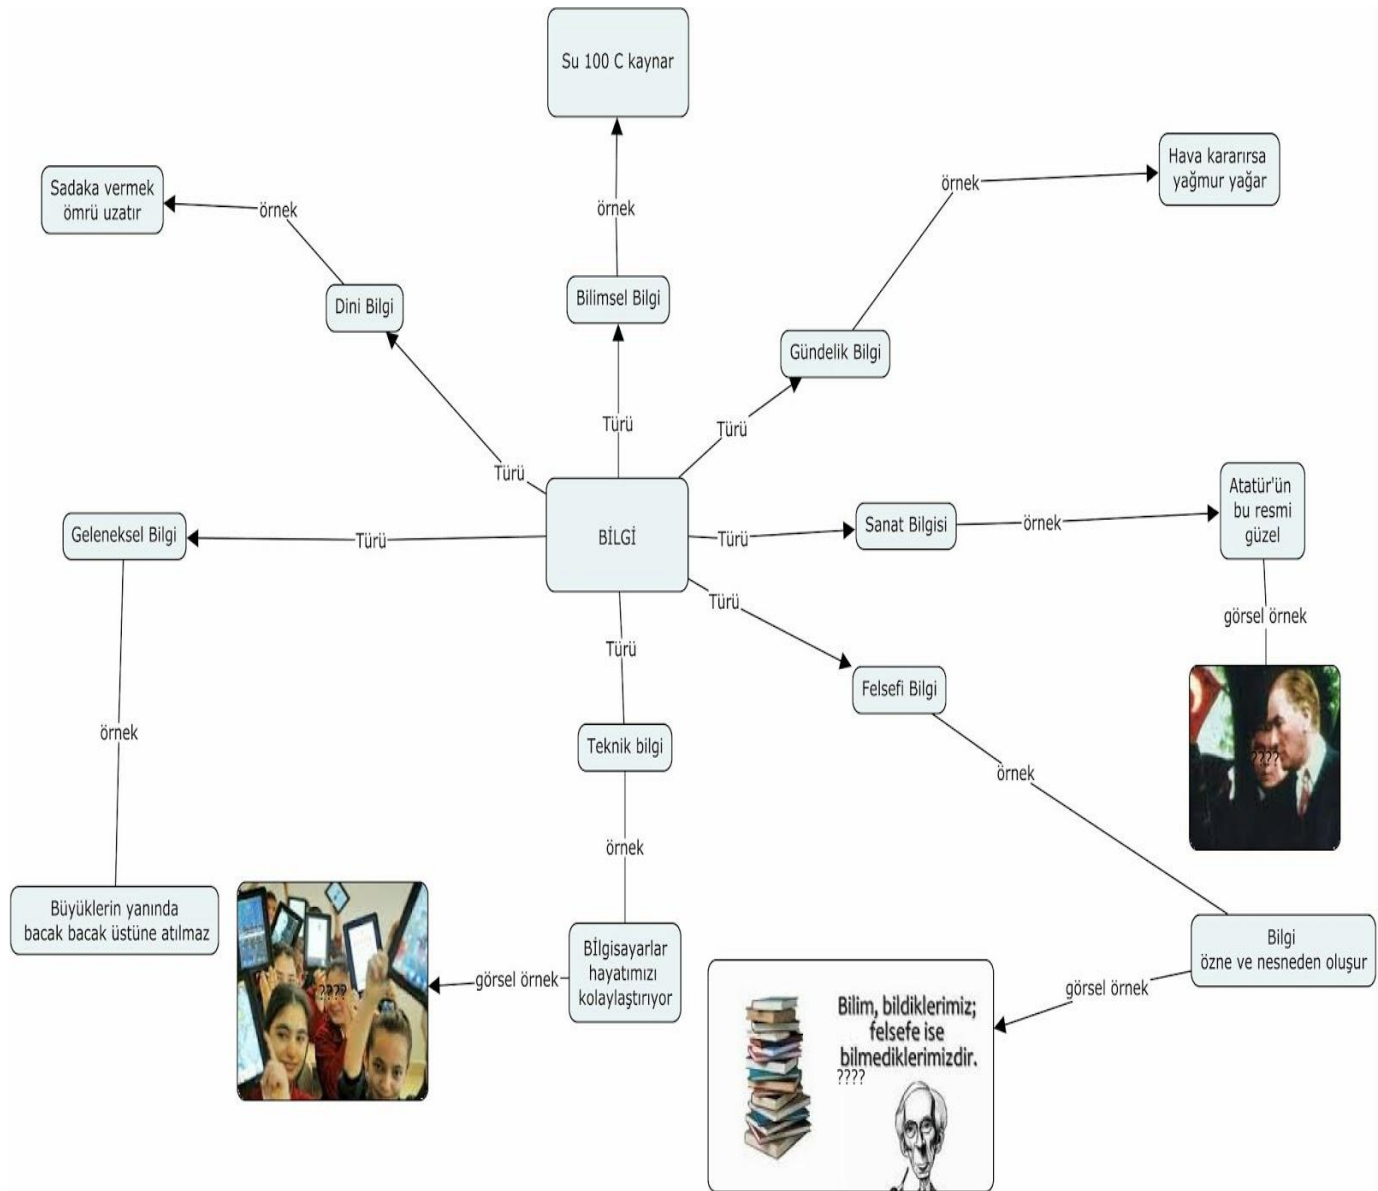 Su 100 C kaynar
örnek
Bilimsel Bilgi
Türü
Sadaka vermek
ömrü uzatır
örnek
Dini Bilgi
Türü
Hava kararırsa
yağmur yağar
örnek
Gündelik Bilgi
Türü
BİLGİ
Türü
Geleneksel Bilgi
örnek
Büyüklerin yanında
bacak bacak üstüne atılmaz
Türü
Sanat Bilgisi
örnek
Atatür'ün
bu resmi
güzel
görsel örnek
????
Türü
Felsefi Bilgi
örnek
Bilgi
özne ve nesneden oluşur
görsel örnek
Bilim, bildiklerimiz;
felsefe ise
bilmediklerimizdir.
????
Türü
Teknik bilgi
örnek
Bİlgisayarlar
hayatımızı
kolaylaştırıyor
görsel örnek
????